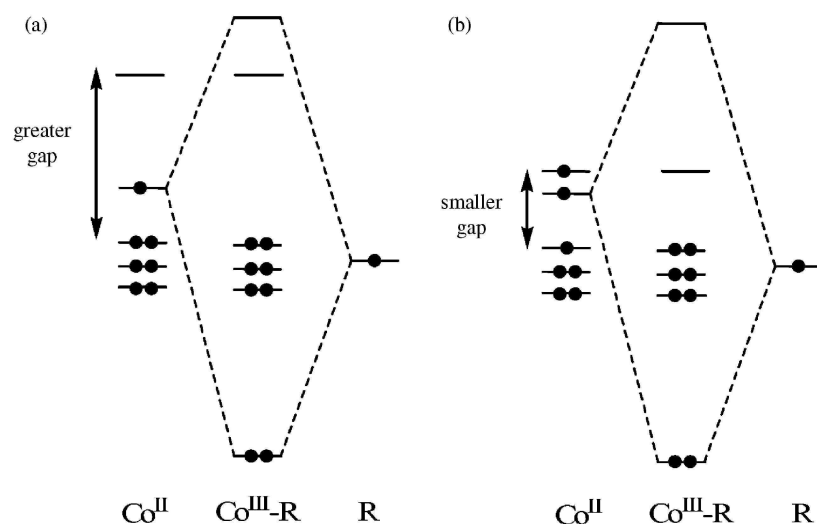 (a)
greater
gap
Co^II Co^III-R R
(b)
smaller
gap
Co^II Co^III-R R